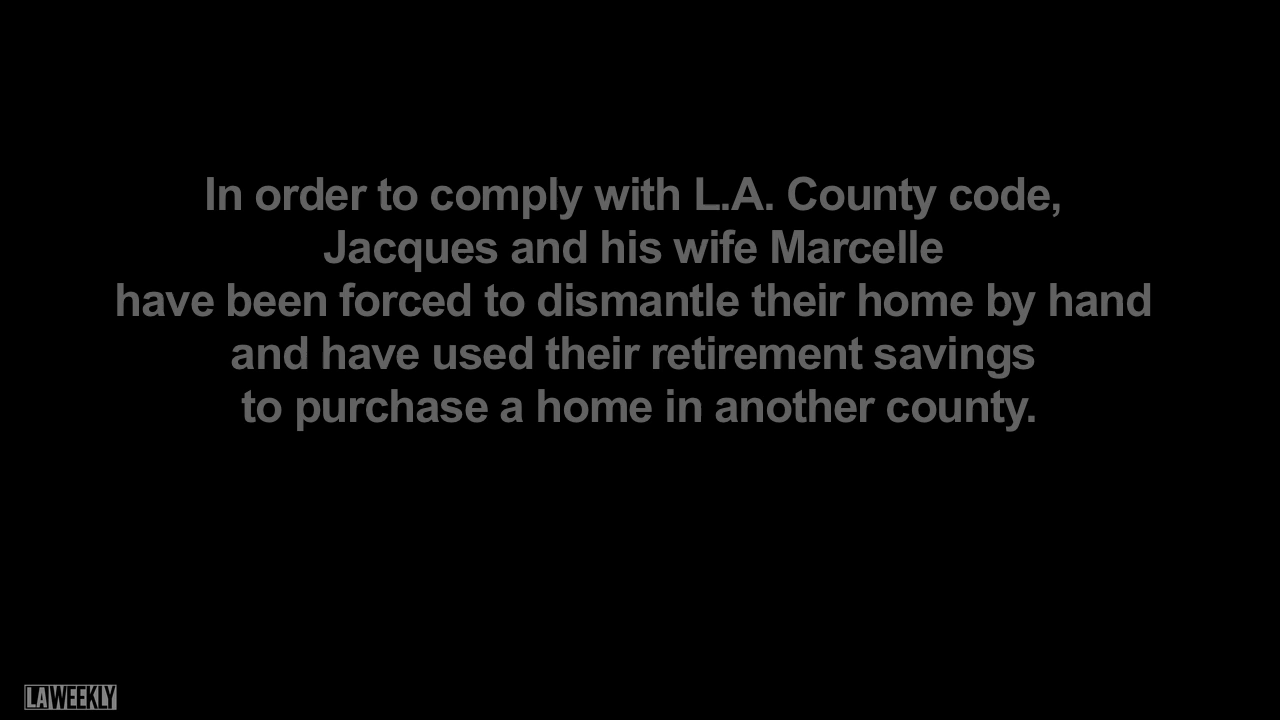 In order to comply with L.A. County code,
Jacques and his wife Marcelle
have been forced to dismantle their home by hand
and have used their retirement savings
to purchase a home in another county.
LAWEEKLY